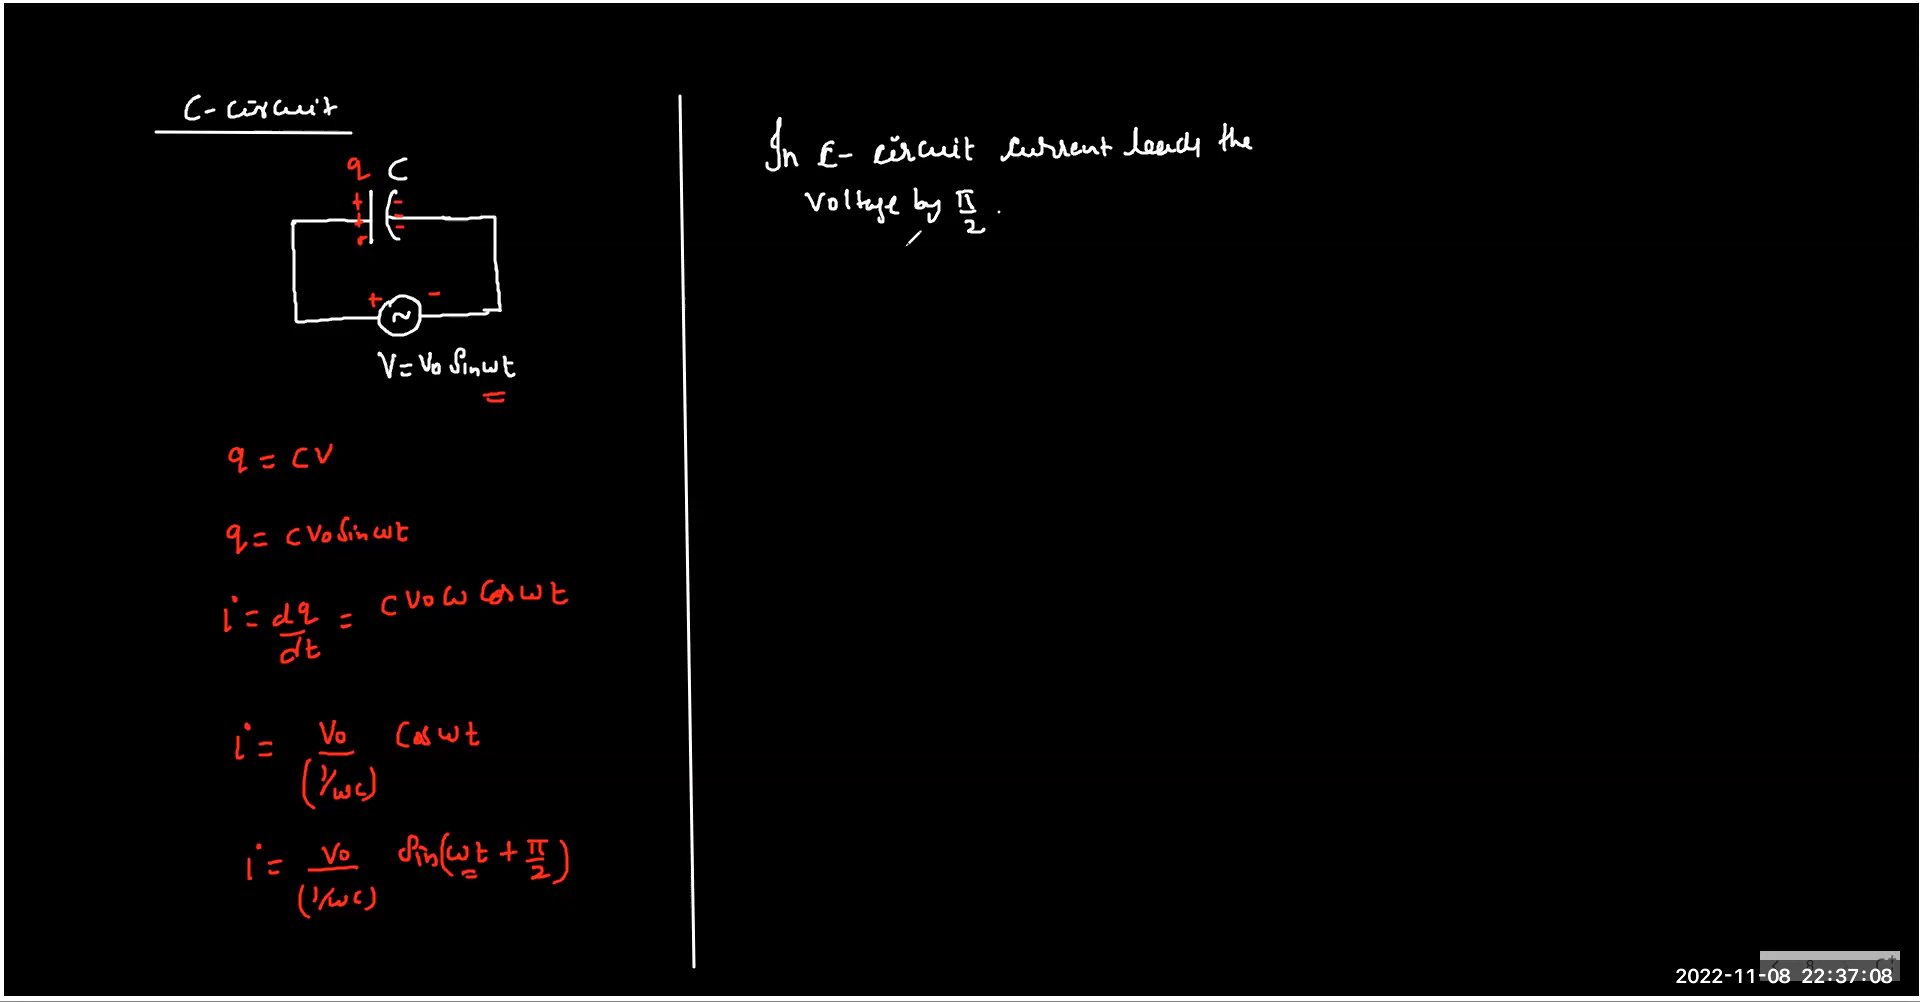 C- circuit
q C
+ -
+ -
+ -
+ -
~
V = V₀ Sinωt
q = CV
q = CV₀ Sinωt
i = dq/dt = CV₀ω Cosωt
i = V₀/(1/ωC) Cosωt
i = V₀/(1/ωC) Sin(ωt + π/2)
In C- circuit current leads the
voltage by π/2.
2022-11-08 22:37:08